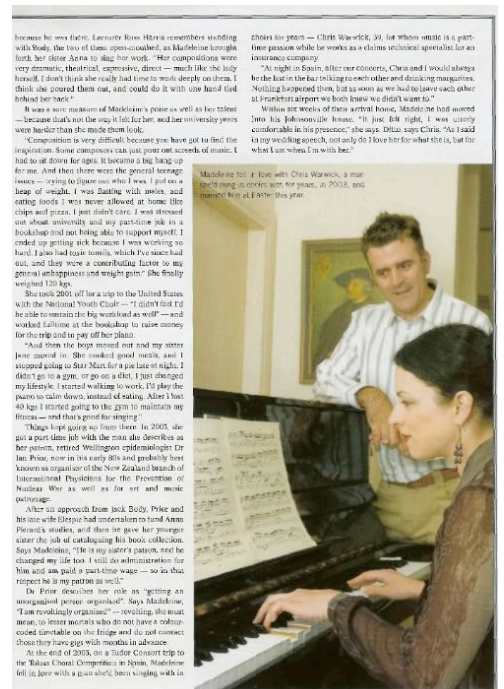 because he was there. Lecturer Ross Harris remembers standing
with Body, the two of them open-mouthed, as Madeleine brought
forth her sister Anna to sing her work. "Her compositions were
very dramatic, theatrical, expressive, direct — much like the lady
herself. I don't think she really had time to work deeply on them. I
think she poured them out, and could do it with one hand tied
behind her back."
It was a sure measure of Madeleine's poise as well as her talent
— because that's not the way it felt for her, and her university years
were harder than she made them look.
"Composition is very difficult because you have got to find the
inspiration. Some composers can just pour out screeds of music. I
had to sit down for ages. It became a big hang-up
for me. And then there were the general teenage
issues — trying to figure out who I was. I put on a
heap of weight. I was flatting with mates, and
eating foods I was never allowed at home like
chips and pizza. I just didn't care. I was stressed
out about university and my part-time job in a
bookshop and not being able to support myself. I
ended up getting sick because I was working so
hard. I also had toxic tonsils, which I've since had
out, and they were a contributing factor to my
general unhappiness and weight gain." She finally
weighed 120 kgs.
She took 2001 off for a trip to the United States
with the National Youth Choir — "I didn't feel I'd
be able to sustain the big workload as well" — and
worked fulltime at the bookshop to raise money
for the trip and to pay off her piano.
"And then the boys moved out and my sister
Jane moved in. She cooked good meals, and I
stopped going to Star Mart for a pie late at night. I
didn't go to a gym, or go on a diet, I just changed
my lifestyle. I started walking to work. I'd play the
piano to calm down, instead of eating. After I lost
40 kgs I started going to the gym to maintain my
fitness — and that's good for singing."
Things kept going up from there. In 2003, she
got a part-time job with the man she describes as
her patron, retired Wellington epidemiologist Dr
Ian Prior, now in his early 80s and probably best
known as organiser of the New Zealand branch of
International Physicians for the Prevention of
Nuclear War as well as for art and music
patronage.
After an approach from Jack Body, Prior and
his late wife Elespie had undertaken to fund Anna
Pierard's studies, and then he gave her younger
sister the job of cataloguing his book collection.
Says Madeleine, "He is my sister's patron, and he
changed my life too. I still do administration for
him and am paid a part-time wage — so in that
respect he is my patron as well."
Dr Prior describes her role as "getting an
unorganised person organised". Says Madeleine,
"I am revoltingly organised" — revolting, she must
mean, to lesser mortals who do not have a colour-
coded timetable on the fridge and do not contact
those they have gigs with months in advance.
At the end of 2003, on a Tudor Consort trip to
the Tolosa Choral Competition in Spain, Madeleine
fell in love with a man she'd been singing with in
choirs for years — Chris Warwick, 39, for whom music is a part-
time passion while he works as a claims technical specialist for an
insurance company.
"At night in Spain, after our concerts, Chris and I would always
be the last in the bar talking to each other and drinking margaritas.
Nothing happened then, but as soon as we had to leave each other
at Frankfurt airport we both knew we didn't want to."
Within six weeks of their arrival home, Madeleine had moved
into his Johnsonville house. "It just felt right, I was utterly
comfortable in his presence," she says. Ditto, says Chris. "As I said
in my wedding speech, not only do I love her for what she is, but for
what I am when I'm with her."
Madeleine fell in love with Chris Warwick, a man
she'd sung in choirs with for years, in 2003, and
married him at Easter this year.